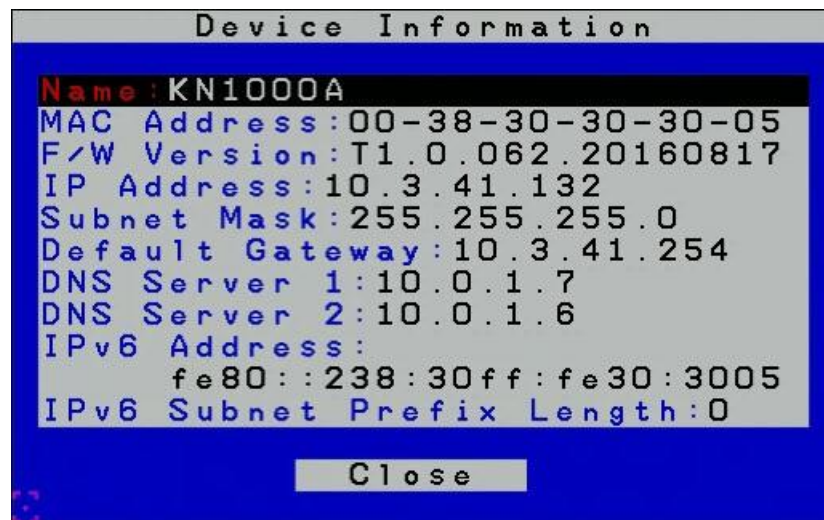 Device Information
Name:KN1000A
MAC Address:00-38-30-30-30-05
F/W Version:T1.0.062.20160817
IP Address:10.3.41.132
Subnet Mask:255.255.255.0
Default Gateway:10.3.41.254
DNS Server 1:10.0.1.7
DNS Server 2:10.0.1.6
IPv6 Address:
fe80::238:30ff:fe30:3005
IPv6 Subnet Prefix Length:0
Close